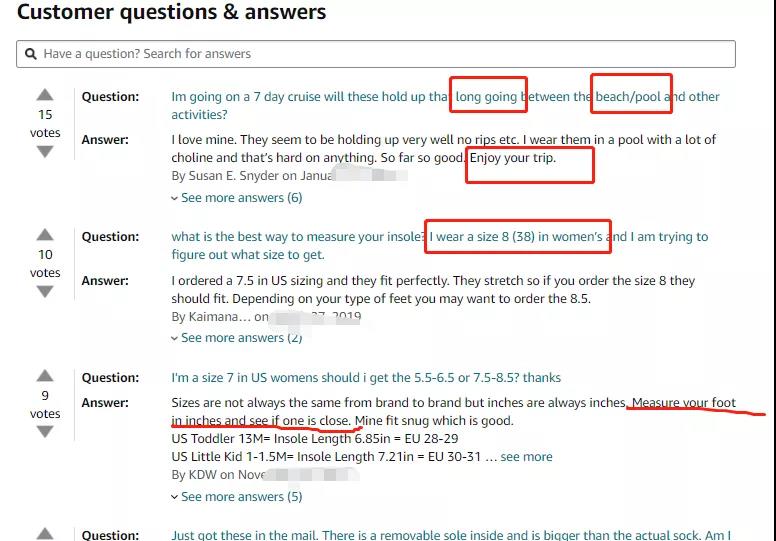 Customer questions & answers
Have a question? Search for answers
15
votes
Question:
Im going on a 7 day cruise will these hold up that long going between the beach/pool and other
activities?
Answer:
I love mine. They seem to be holding up very well no rips etc. I wear them in a pool with a lot of
choline and that's hard on anything. So far so good. Enjoy your trip.
By Susan E. Snyder on
See more answers (6)
10
votes
Question:
what is the best way to measure your insole? I wear a size 8 (38) in women's and I am trying to
figure out what size to get.
Answer:
I ordered a 7.5 in US sizing and they fit perfectly. They stretch so if you order the size 8 they
should fit. Depending on your type of feet you may want to order the 8.5.
By Kaimana… on 2019
See more answers (2)
9
votes
Question:
I'm a size 7 in US womens should i get the 5.5-6.5 or 7.5-8.5? thanks
Answer:
Sizes are not always the same from brand to brand but inches are always inches. Measure your foot
in inches and see if one is close. Mine fit snug which is good.
US Toddler 13M= Insole Length 6.85in = EU 28-29
US Little Kid 1-1.5M= Insole Length 7.21in = EU 30-31 … see more
By KDW on
See more answers (5)
Question:
Just got these in the mail. There is a removable sole inside and is bigger than the actual sock. Am I